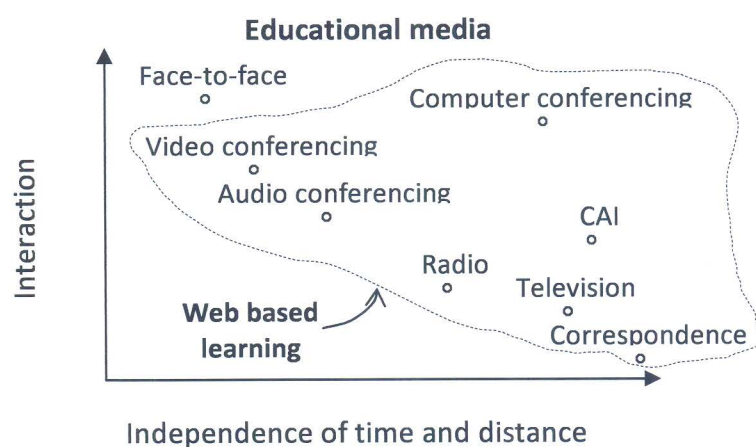 Educational media
Face-to-face
Computer conferencing
Video conferencing
Audio conferencing
CAI
Radio
Television
Web based
learning
Correspondence
Interaction
Independence of time and distance